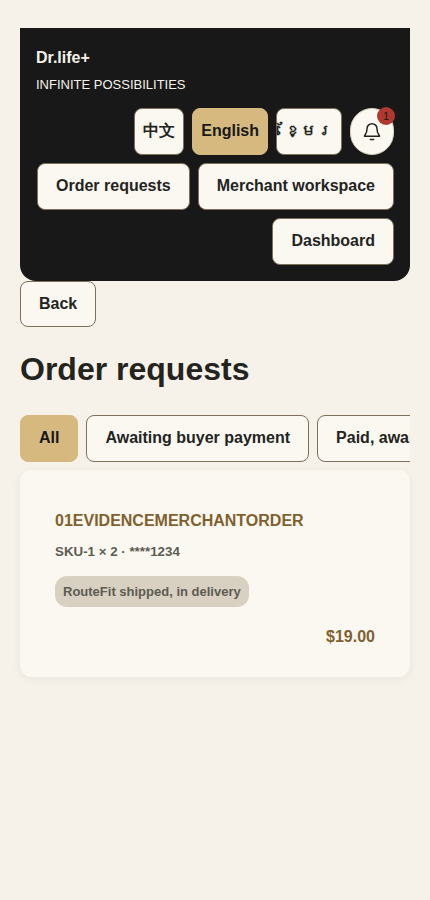 Dr.life+
INFINITE POSSIBILITIES
中文 English ខ្មែរ 1
Order requests Merchant workspace
Dashboard
Back
Order requests
All Awaiting buyer payment Paid, awa
01EVIDENCEMERCHANTORDER
SKU-1 × 2 · ****1234
RouteFit shipped, in delivery
$19.00